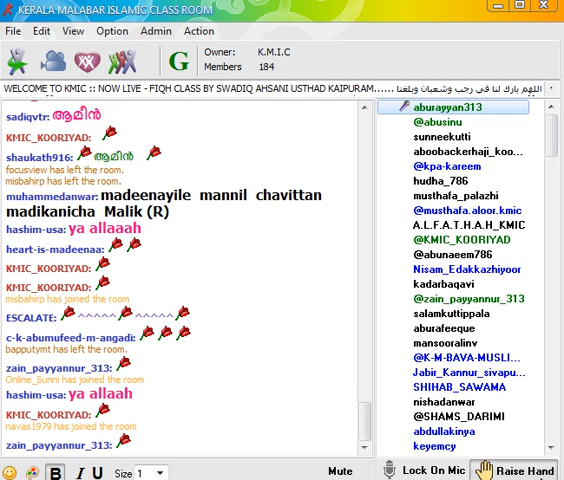 KERALA MALABAR ISLAMIC CLASS ROOM
File Edit View Option Admin Action
G Owner: K.M.I.C
Members 184
WELCOME TO KMIC :: NOW LIVE - FIQH CLASS BY SWADIQ AHSANI USTHAD KAIPURAM...... اللهم بارك لنا في رجب وشعبان وبلغنا
sadiqvtr: ആമീൻ
KMIC_KOORIYAD:
shaukath916: ആമീൻ
focusview has left the room.
misbahirp has left the room.
muhammedanwar: madeenayile mannil chavittan
madikanicha Malik (R)
hashim-usa: ya allaaah
heart-is-madeenaa:
KMIC_KOORIYAD:
KMIC_KOORIYAD:
misbahirp has joined the room
ESCALATE: ^^^^^ ^^^^^
c-k-abumufeed-m-angadi:
bapputymt has left the room.
zain_payyannur_313:
Online_Sunni has joined the room
hashim-usa: ya allaah
KMIC_KOORIYAD:
navas1979 has joined the room
zain_payyannur_313:
B I U Size 1 Mute
aburayyan313
@abusinu
sunneekutti
aboobackerhaji_koo...
@kpa-kareem
hudha_786
musthafa_palazhi
@musthafa.aloor.kmic
A.L.F.A.T.H.A.H_KMIC
@KMIC_KOORIYAD
@abunaeem786
Nisam_Edakkazhiyoor
kadarbaqavi
@zain_payyannur_313
salamkuttippala
aburafeeque
mansooralinv
@K-M-BAVA-MUSLI...
Jabir_Kannur_sivapu...
SHIHAB_SAWAMA
nishadanwar
@SHAMS_DARIMI
abdullakinya
keyemcy
Lock On Mic Raise Hand